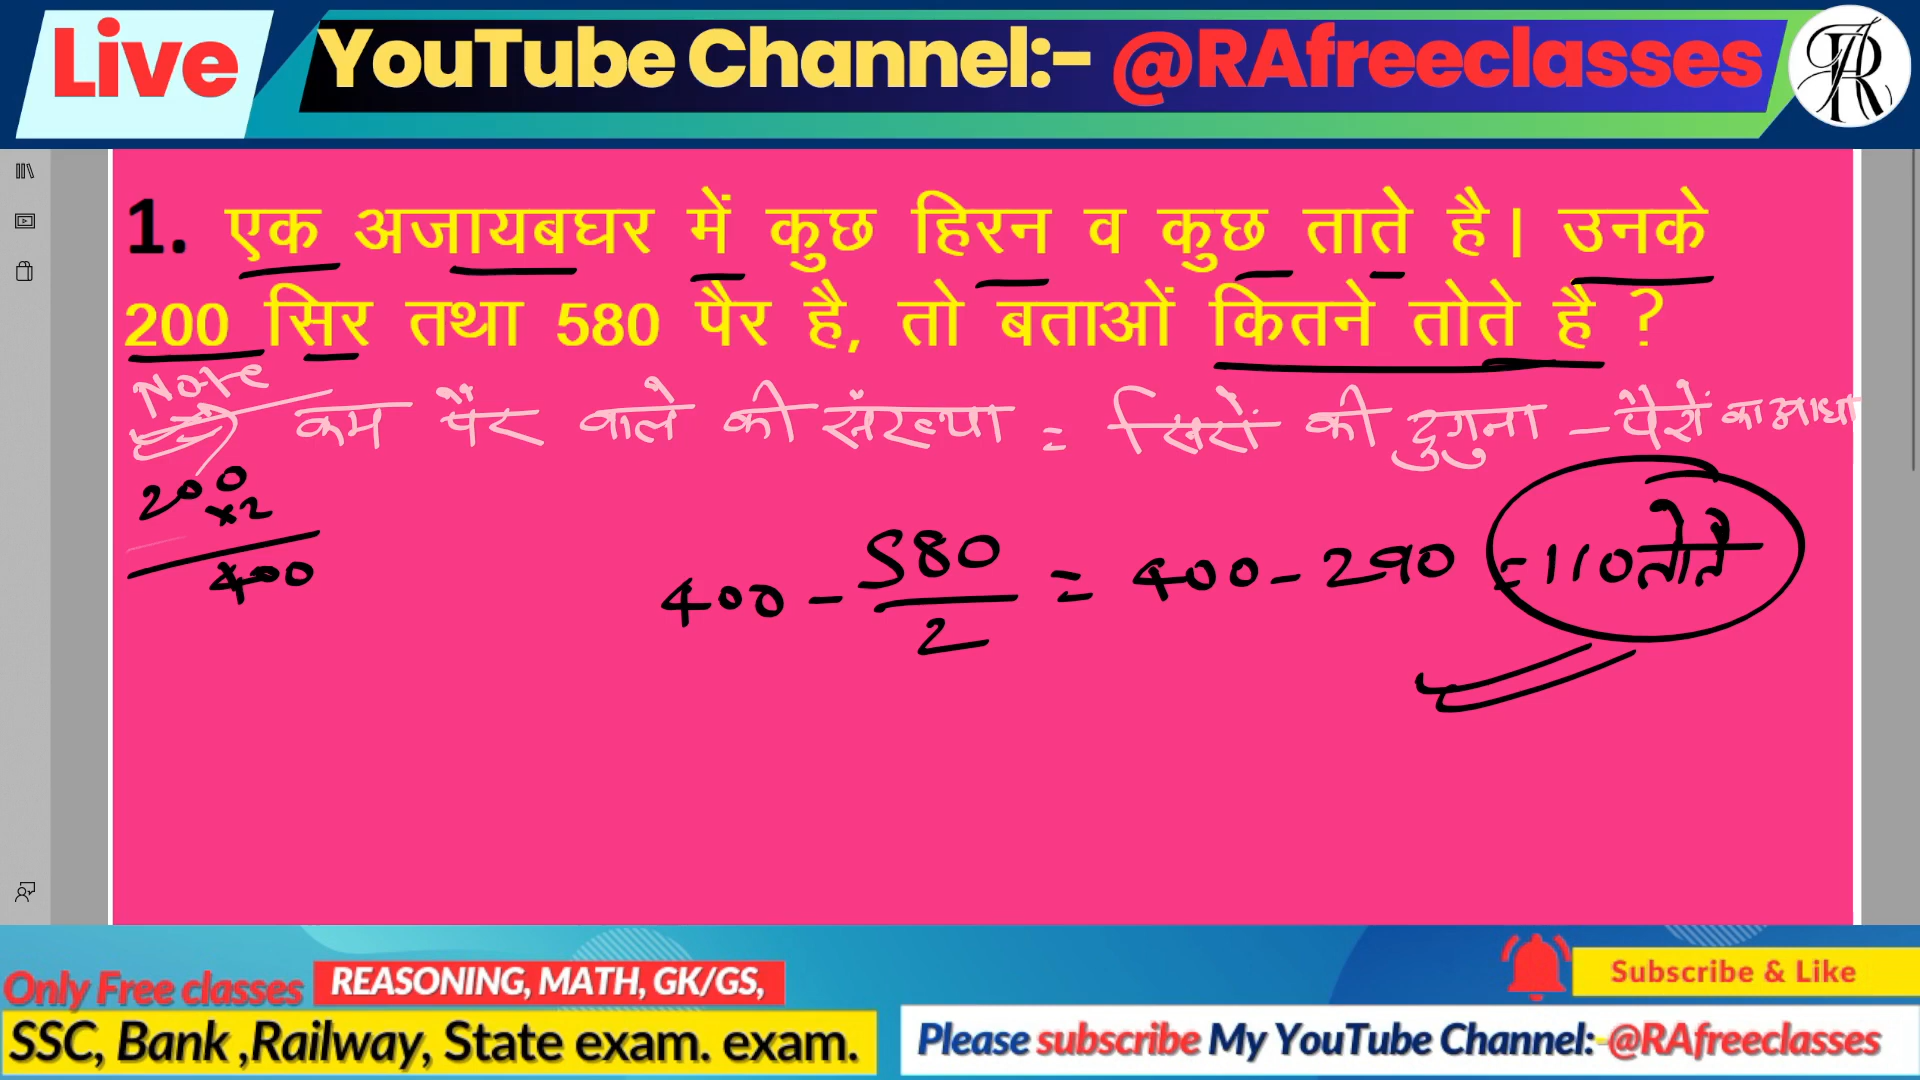 Live
YouTube Channel:- @RAfreeclasses
1. एक अजायबघर में कुछ हिरन व कुछ ताते है। उनके
200 सिर तथा 580 पैर है, तो बताओं कितने तोते है ?
Note
कम पैर वाले की संख्या = सिरों की दुगुना - पैरों का आधा
200
×2
400
400 - 580/2 = 400 - 290 = 110 तोते
Only Free classes REASONING, MATH, GK/GS,
Subscribe & Like
SSC, Bank ,Railway, State exam. exam.
Please subscribe My YouTube Channel:-@RAfreeclasses